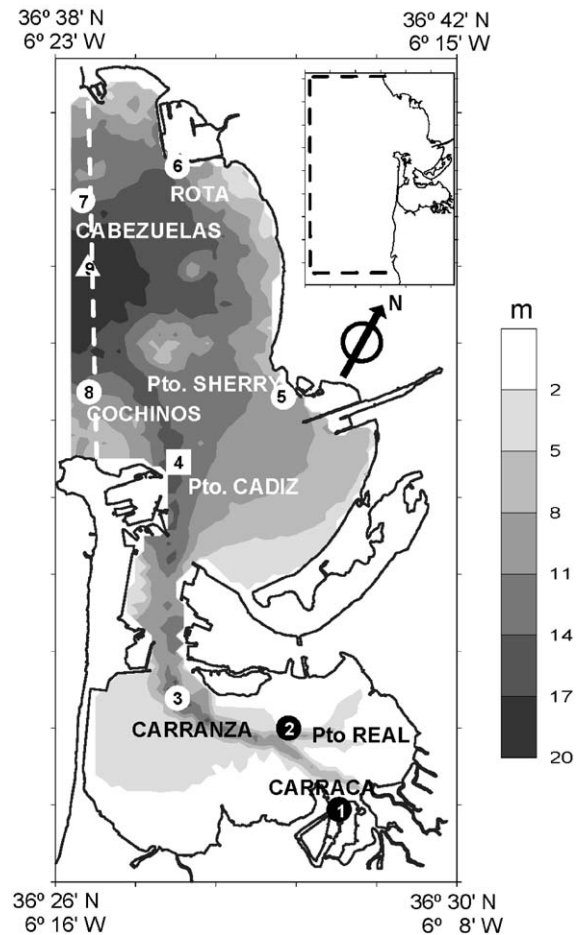 36º 38' N
6º 23' W
36º 42' N
6º 15' W
6
ROTA
7
CABEZUELAS
9
N
m
2
5
8
11
14
17
20
Pto. SHERRY
5
8
COCHINOS
4
Pto. CADIZ
3
CARRANZA
2
Pto REAL
CARRACA
1
36º 26' N
6º 16' W
36º 30' N
6º 8' W